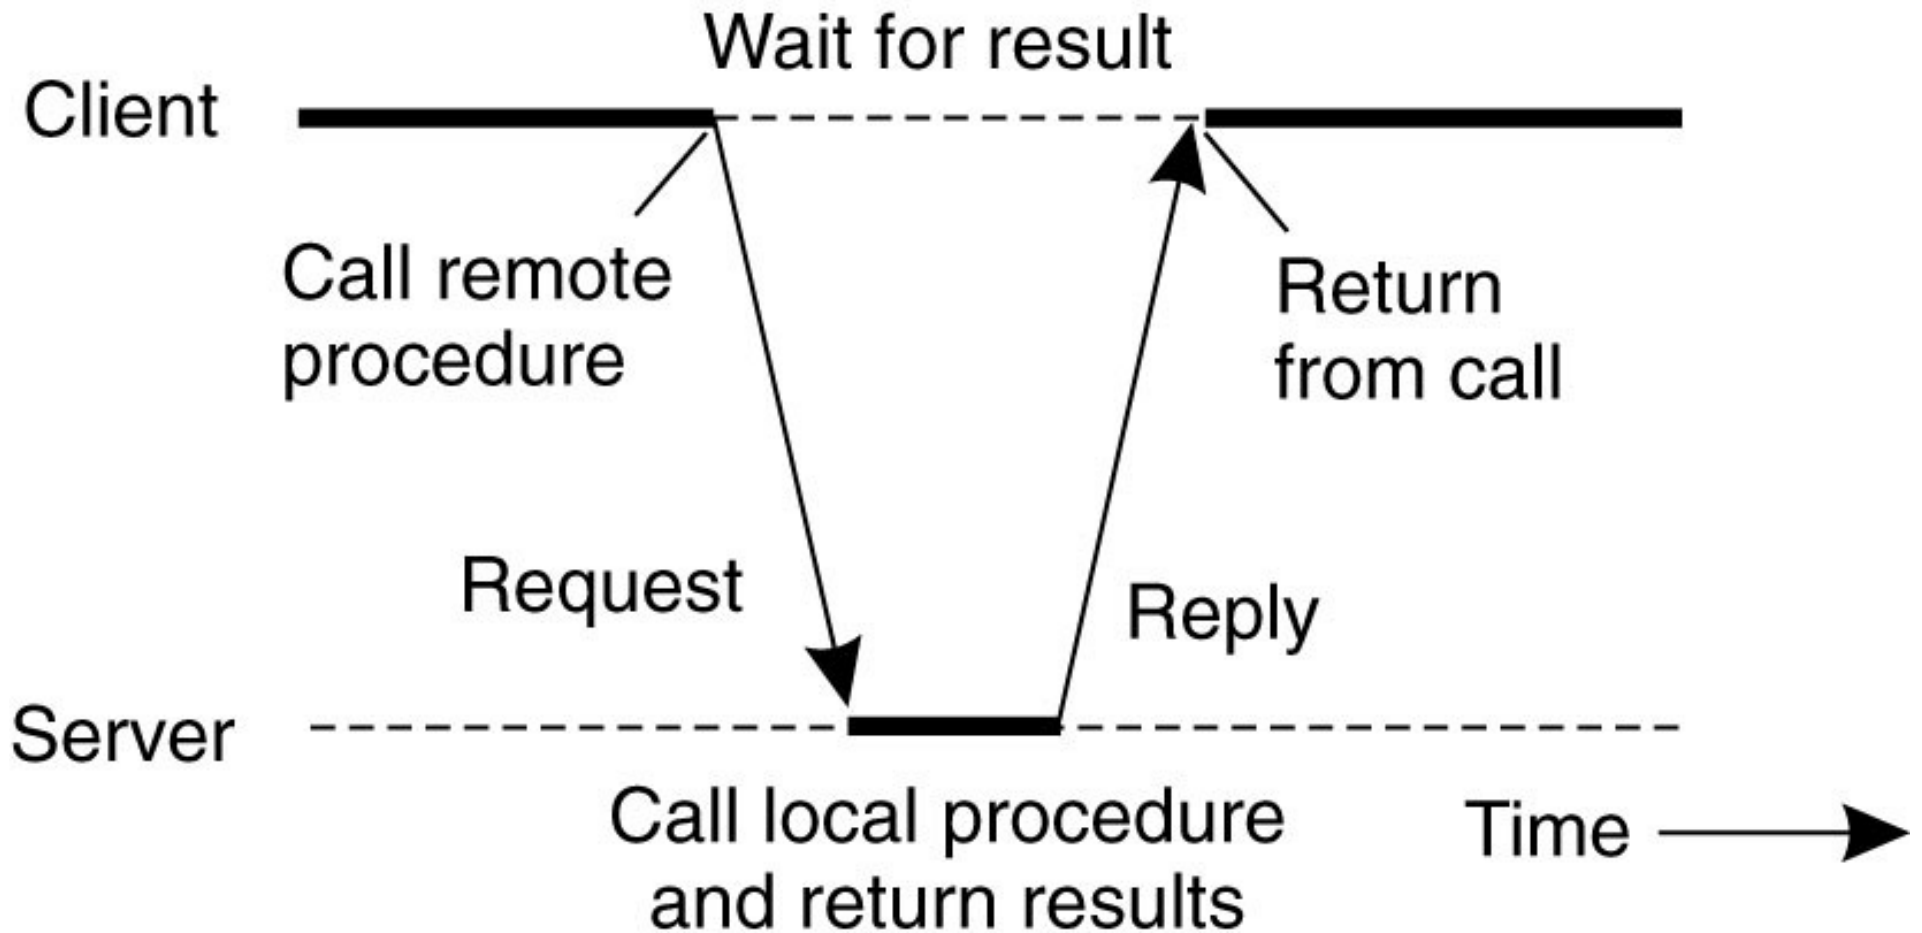 Wait for result
Client
Call remote
procedure
Return
from call
Request
Reply
Server
Call local procedure
and return results
Time